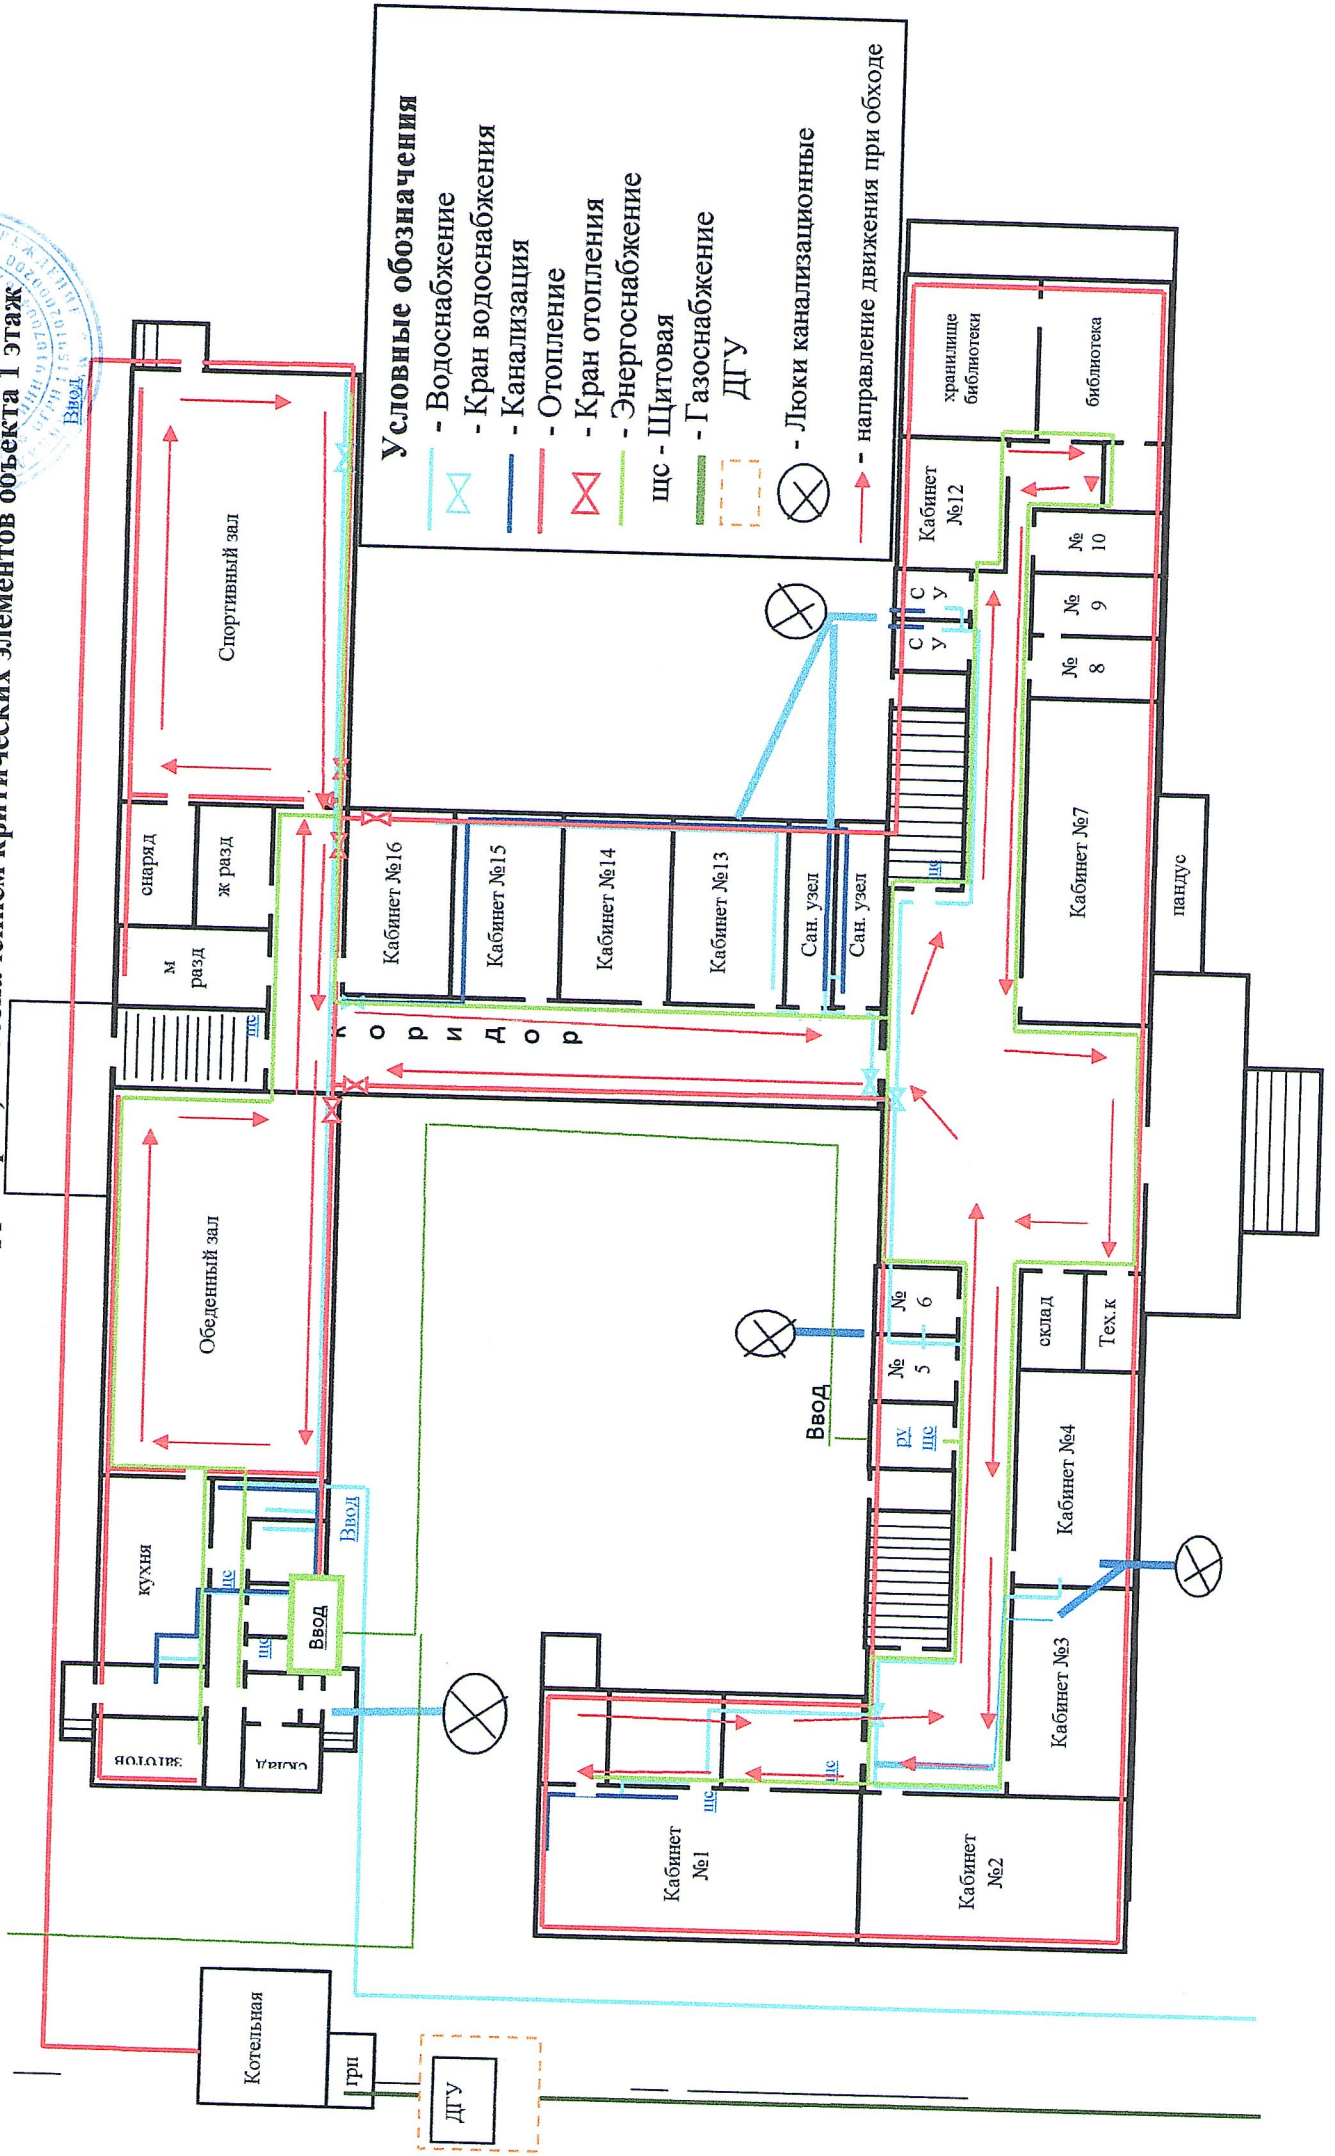 критических элементов объекта 1 этаж
Ввод
Условные обозначения
- Водоснабжение
- Кран водоснабжения
- Канализация
- Отопление
- Кран отопления
- Энергоснабжение
щс - Щитовая
- Газоснабжение
ДГУ
- Люки канализационные
- направление движения при обходе
Котельная
грп
ДГУ
заготов
склад
кухня
щс
щс
Ввод
Ввод
Обеденный зал
щс
м
разд
снаряд
ж разд
Спортивный зал
Коридор
Кабинет №16
Кабинет №15
Кабинет №14
Кабинет №13
Сан. узел
Сан. узел
Кабинет
№1
щс
щс
Кабинет
№2
Кабинет №3
Кабинет №4
Ввод
ру
щс
№
5
№
6
склад
Тех.к
щс
С
У
С
У
Кабинет
№12
хранилище
библиотеки
библиотека
Кабинет №7
№
8
№
9
№
10
пандус